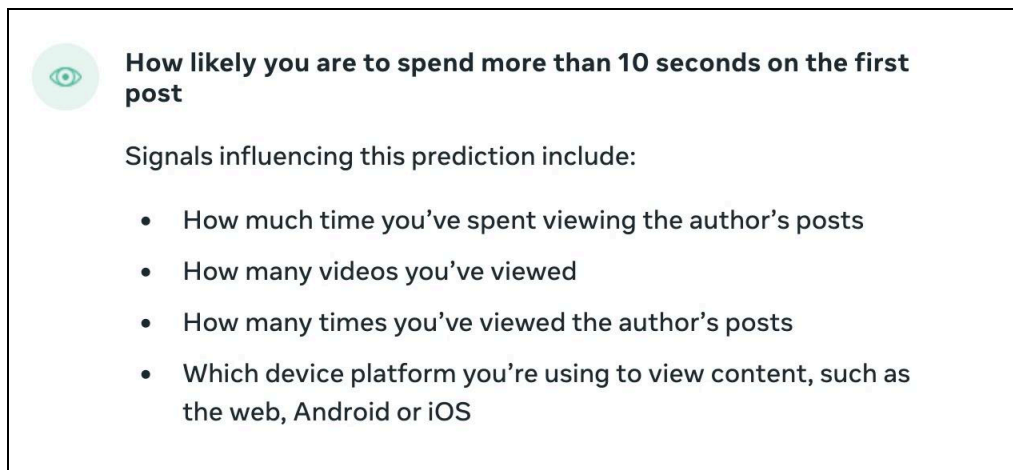 How likely you are to spend more than 10 seconds on the first
post
Signals influencing this prediction include:
• How much time you’ve spent viewing the author’s posts
• How many videos you’ve viewed
• How many times you’ve viewed the author’s posts
• Which device platform you’re using to view content, such as
the web, Android or iOS